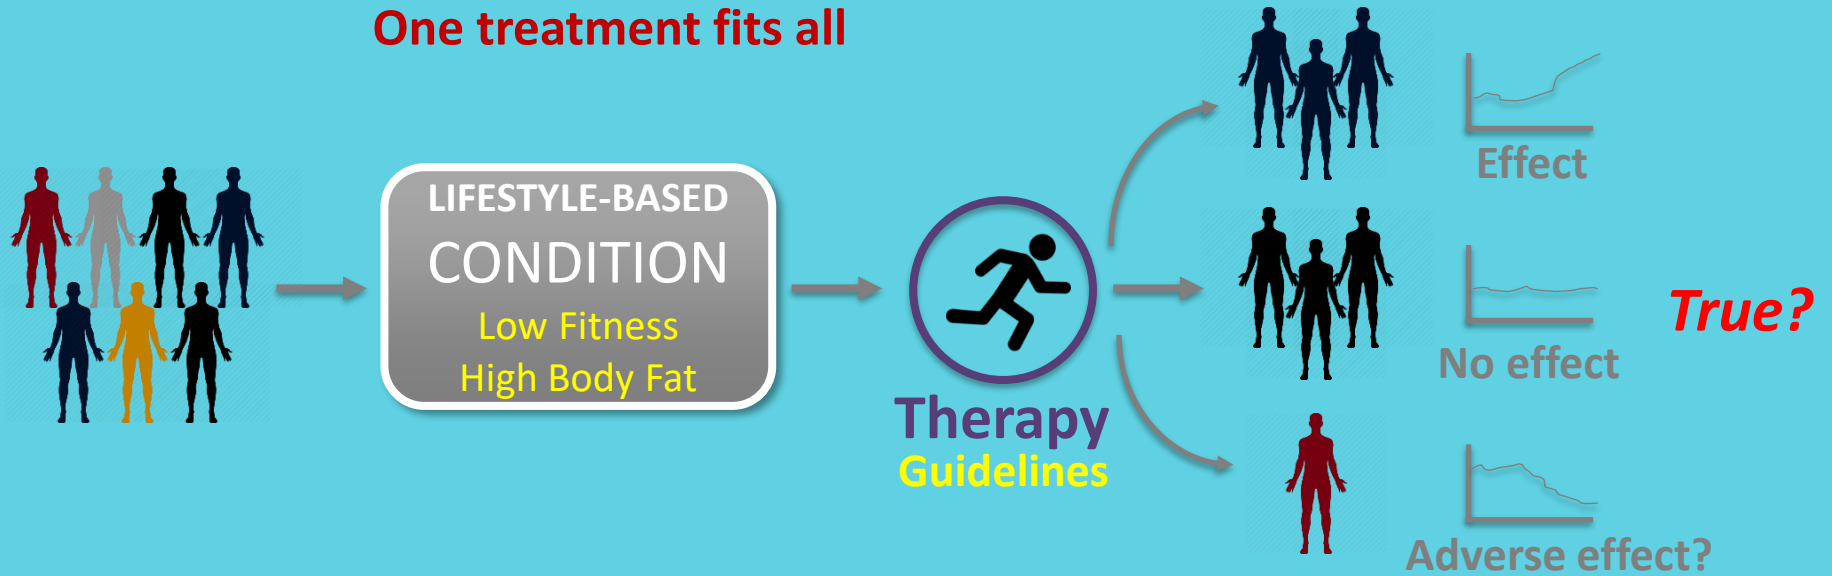 One treatment fits all
LIFESTYLE-BASED
CONDITION
Low Fitness
High Body Fat
Therapy
Guidelines
Effect
No effect
Adverse effect?
True?